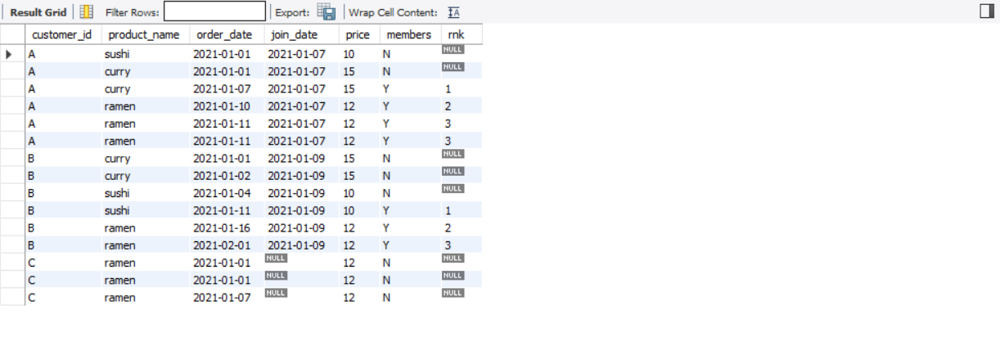 Result Grid Filter Rows: Export: Wrap Cell Content: IA
customer_id product_name order_date join_date price members rnk
A sushi 2021-01-01 2021-01-07 10 N NULL
A curry 2021-01-01 2021-01-07 15 N NULL
A curry 2021-01-07 2021-01-07 15 Y 1
A ramen 2021-01-10 2021-01-07 12 Y 2
A ramen 2021-01-11 2021-01-07 12 Y 3
A ramen 2021-01-11 2021-01-07 12 Y 3
B curry 2021-01-01 2021-01-09 15 N NULL
B curry 2021-01-02 2021-01-09 15 N NULL
B sushi 2021-01-04 2021-01-09 10 N NULL
B sushi 2021-01-11 2021-01-09 10 Y 1
B ramen 2021-01-16 2021-01-09 12 Y 2
B ramen 2021-02-01 2021-01-09 12 Y 3
C ramen 2021-01-01 NULL 12 N NULL
C ramen 2021-01-01 NULL 12 N NULL
C ramen 2021-01-07 NULL 12 N NULL